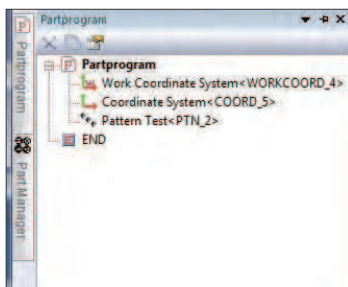 Partprogram
Partprogram
Part Manager
Partprogram
Work Coordinate System<WORKCOORD_4>
Coordinate System<COORD_5>
Pattern Test<PTN_2>
END